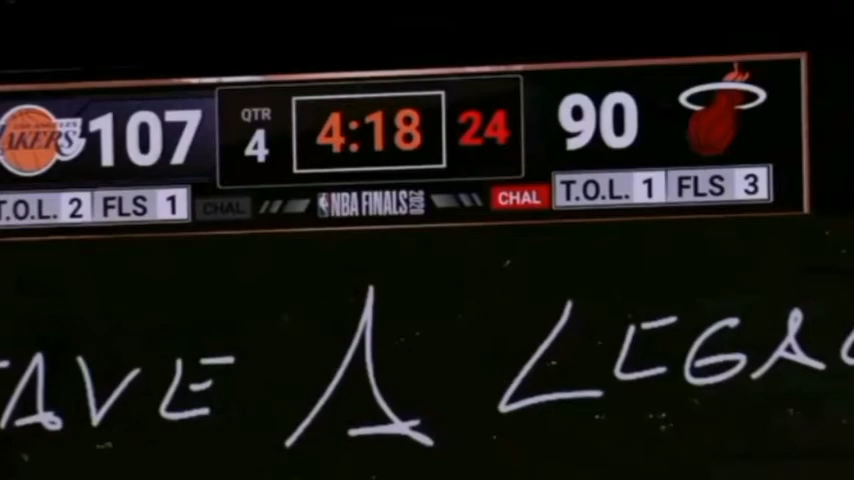 LAKERS 107 QTR 4 4:18 24 90
T.O.L. 2 FLS 1 CHAL NBA FINALS 2020 CHAL T.O.L. 1 FLS 3
A LEGAC